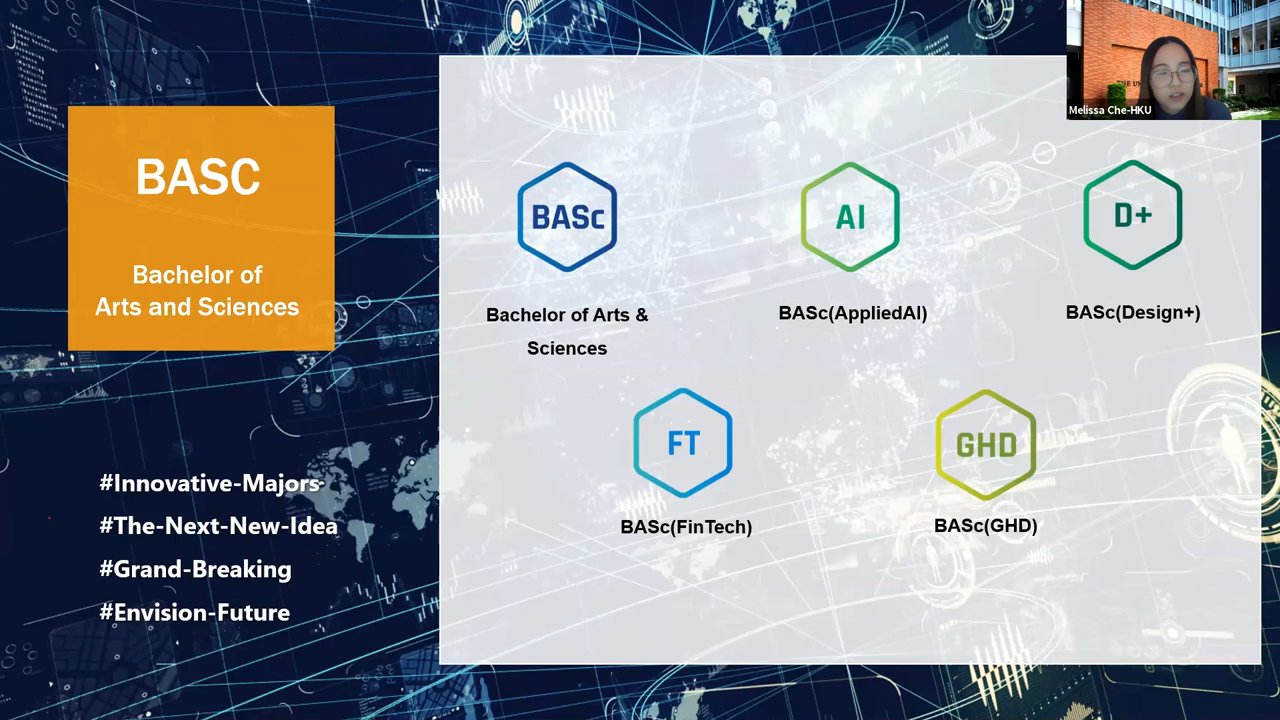 BASC
Bachelor of
Arts and Sciences
#Innovative-Majors
#The-Next-New-Idea
#Grand-Breaking
#Envision-Future
BASc
Bachelor of Arts &
Sciences
AI
BASc(AppliedAI)
D+
BASc(Design+)
FT
BASc(FinTech)
GHD
BASc(GHD)
THE
Melissa Che-HKU